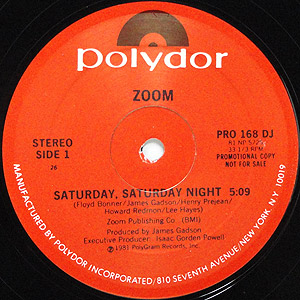 polydor
ZOOM
STEREO
SIDE 1
26
PRO 168 DJ
33 1/3 RPM
PROMOTIONAL COPY
NOT FOR SALE
SATURDAY, SATURDAY NIGHT 5:09
(Floyd Bonner/James Gadson/Henry Prejean/
Howard Redmon/Lee Hayes)
Zoom Publishing Co. (BMI)
Produced by James Gadson
Executive Producer: Isaac Gorden Powell
℗1981 PolyGram Records, Inc.
MANUFACTURED BY POLYDOR INCORPORATED/810 SEVENTH AVENUE/NEW YORK, N.Y. 10019